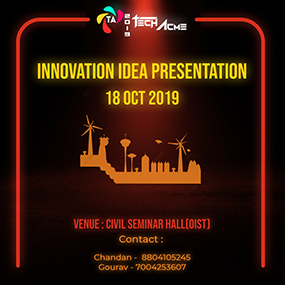 TA 2019 TECH ACME
INNOVATION IDEA PRESENTATION
18 OCT 2019
VENUE : CIVIL SEMINAR HALL(OIST)
Contact :
Chandan - 8804105245
Gourav - 7004253607